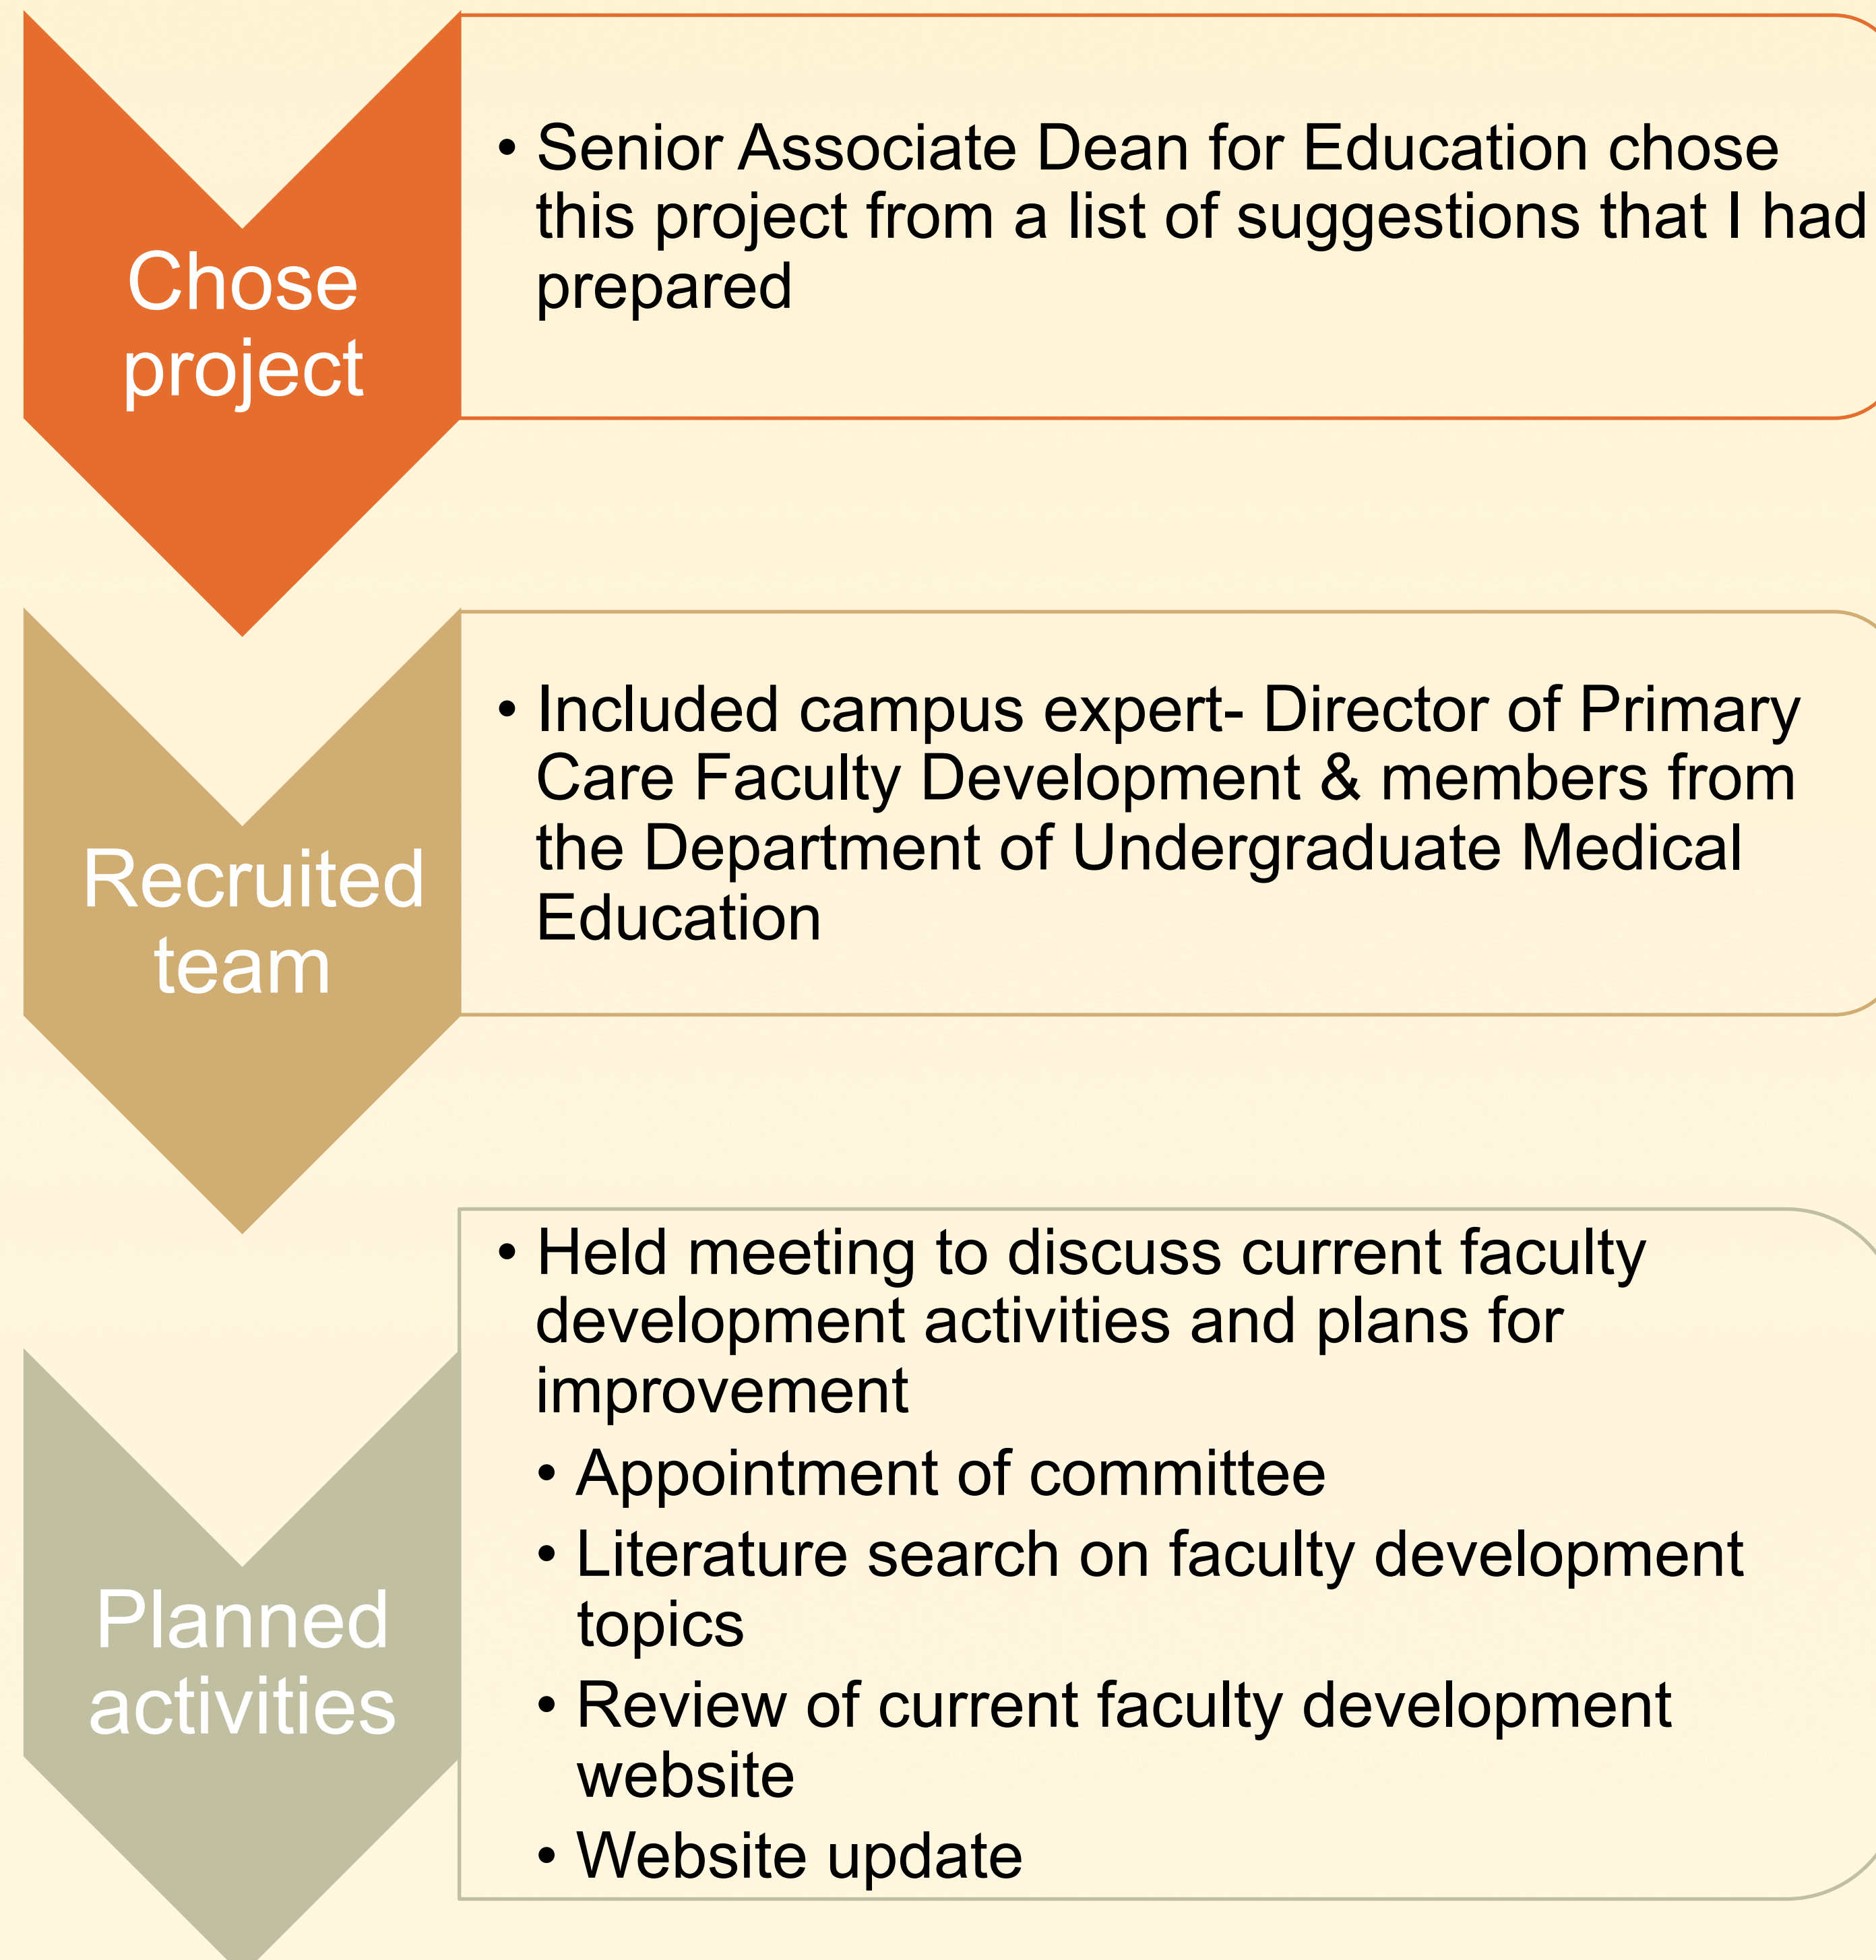 Chose
project
• Senior Associate Dean for Education chose
this project from a list of suggestions that I had
prepared
Recruited
team
• Included campus expert- Director of Primary
Care Faculty Development & members from
the Department of Undergraduate Medical
Education
Planned
activities
• Held meeting to discuss current faculty
development activities and plans for
improvement
• Appointment of committee
• Literature search on faculty development
topics
• Review of current faculty development
website
• Website update